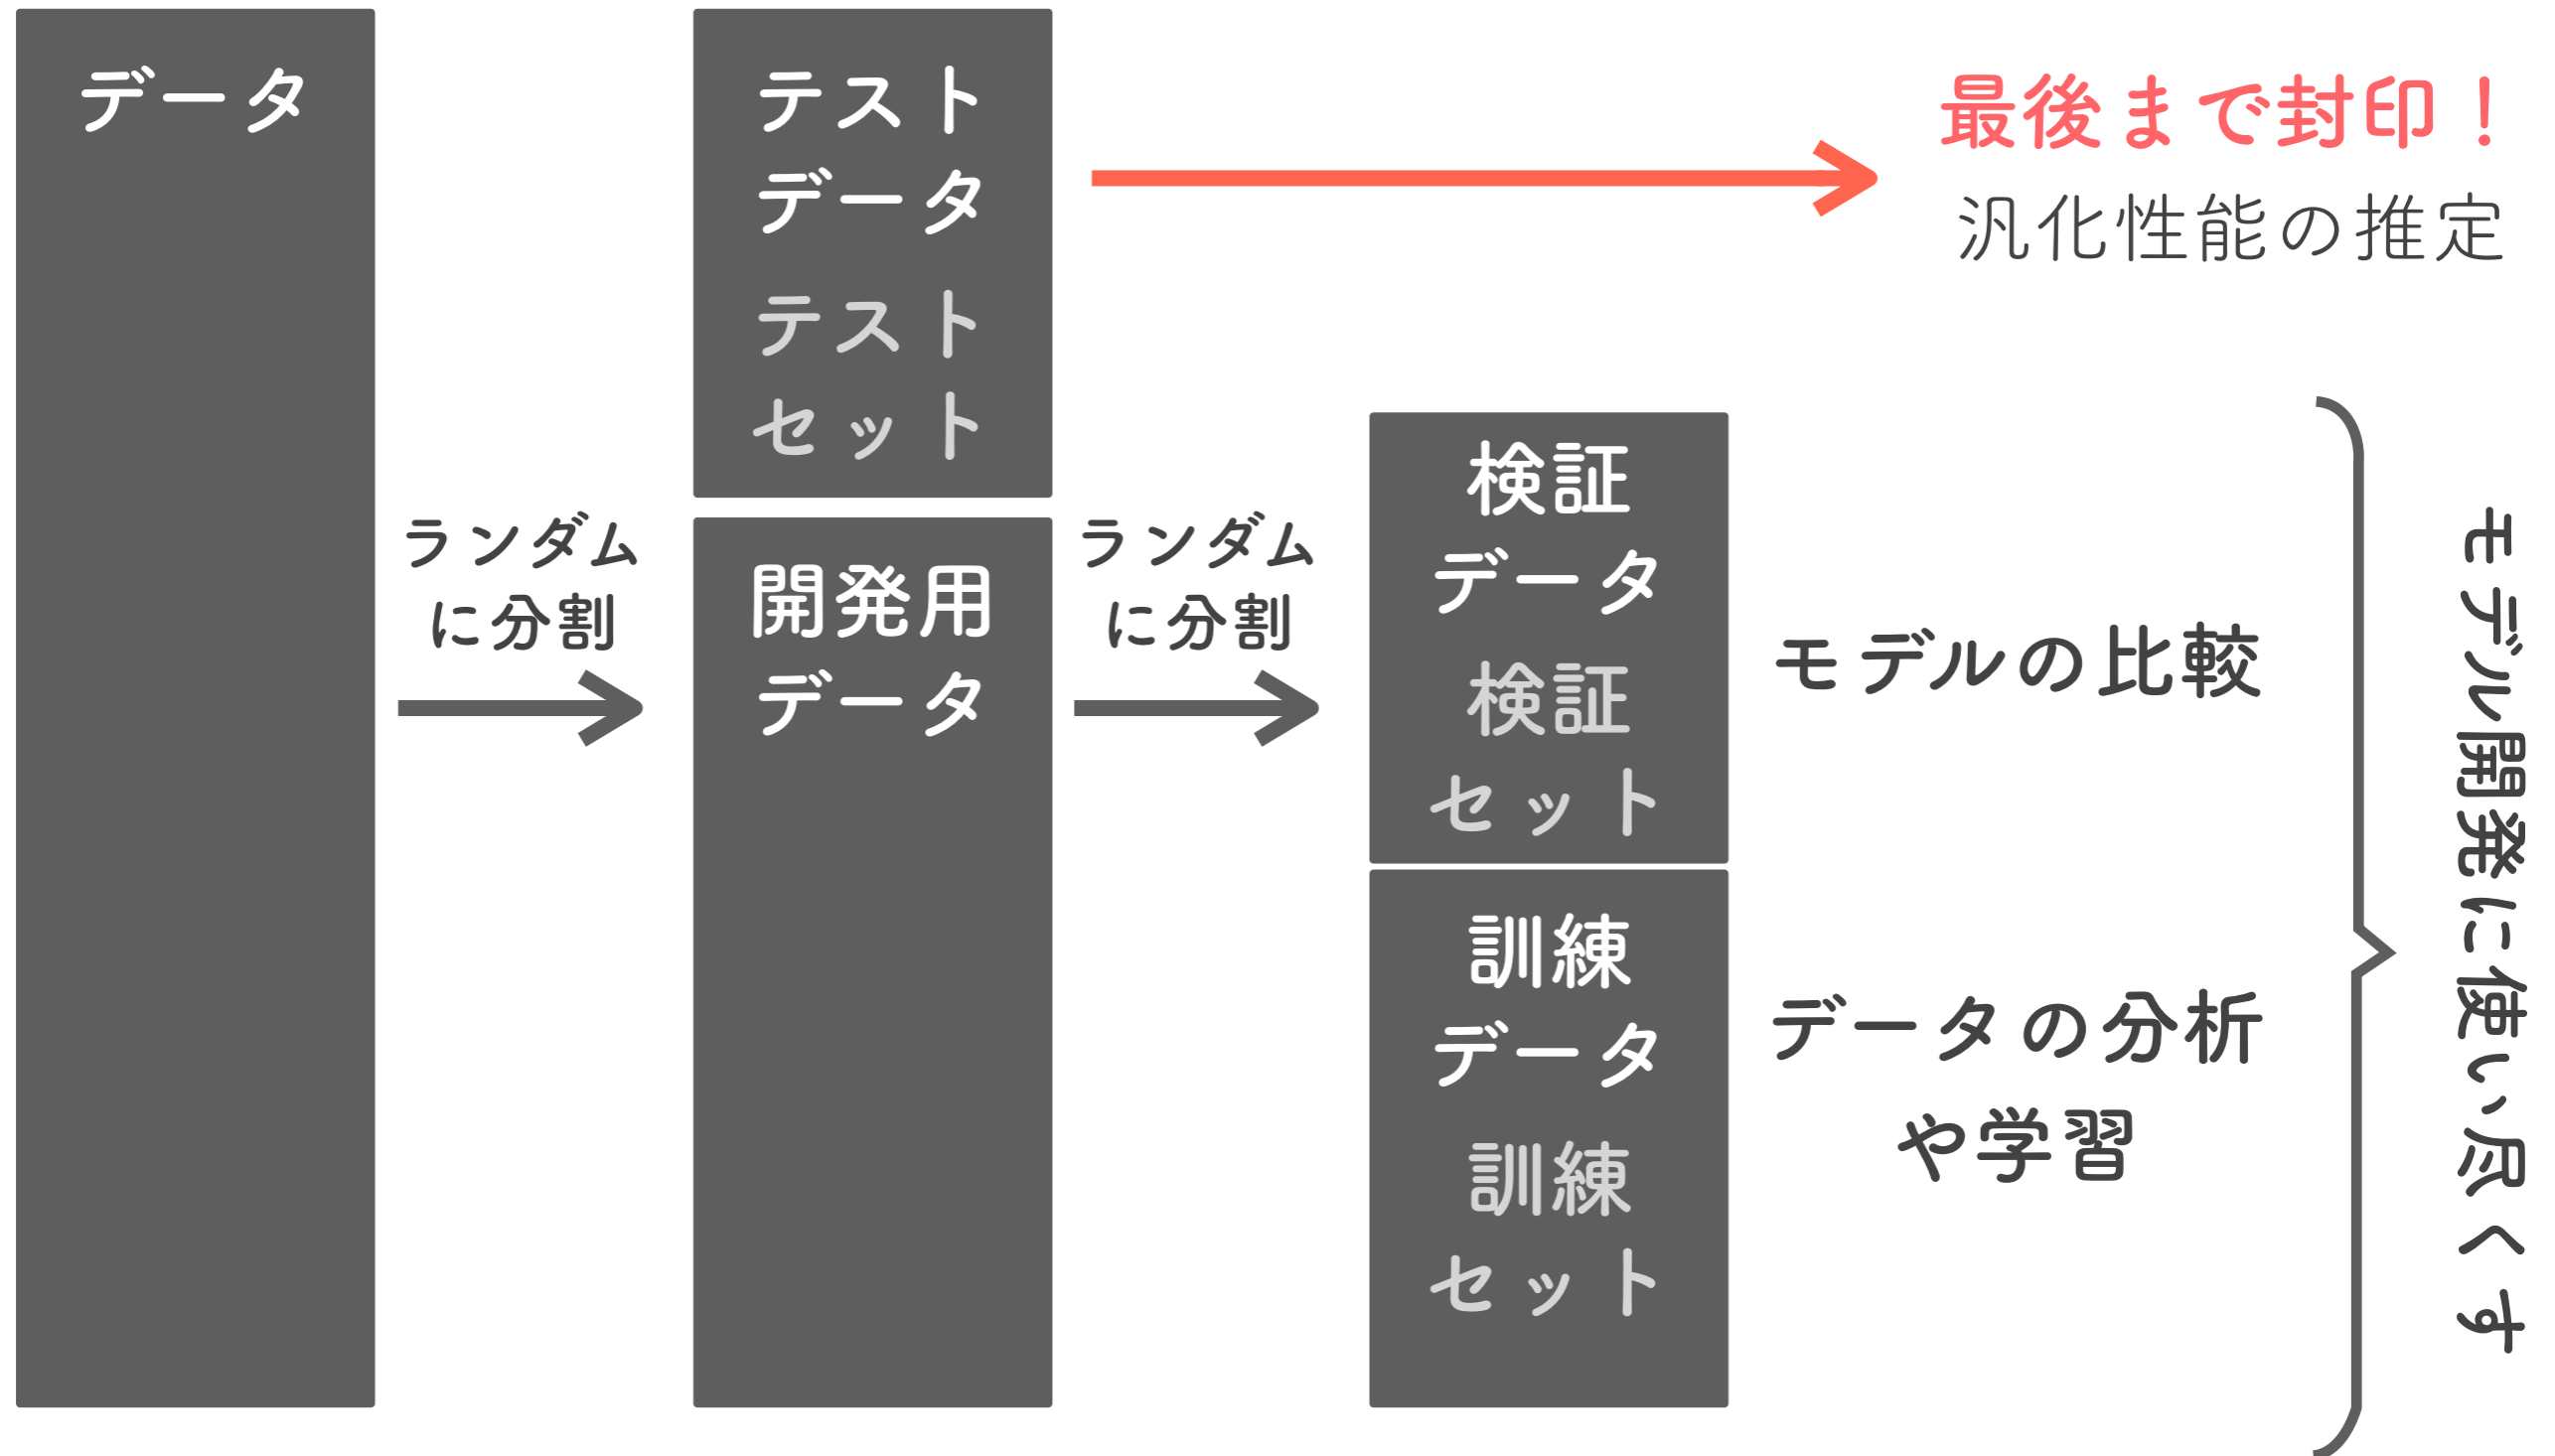 データ
ランダム
に分割
テスト
データ
テスト
セット
開発用
データ
ランダム
に分割
最後まで封印！
汎化性能の推定
検証
データ
検証
セット
モデルの比較
訓練
データ
訓練
セット
データの分析
や学習
モデル開発に使い尽くす